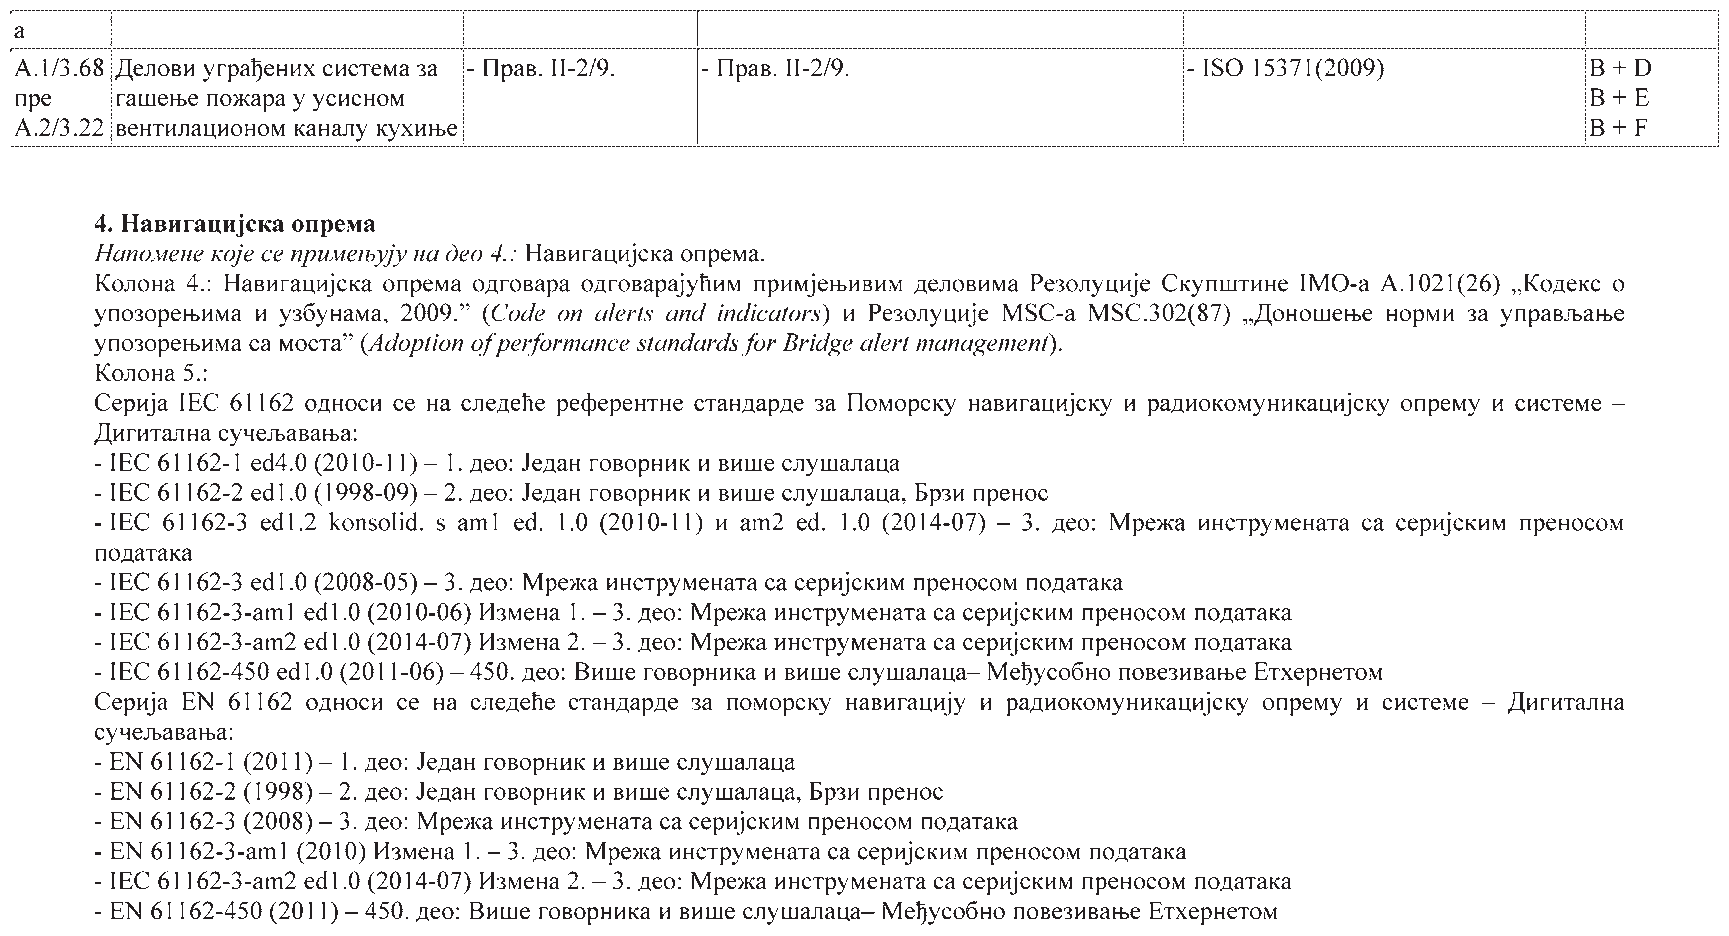 а
А.1/3.68 Делови уграђених система за - Прав. II-2/9. - Прав. II-2/9. - ISO 15371(2009) B + D
пре гашење пожара у усисном B + E
А.2/3.22 вентилационом каналу кухиње B + F
4. Навигацијска опрема
Напомене које се примењују на део 4.: Навигацијска опрема.
Колона 4.: Навигацијска опрема одговара одговарајућим примјењивим деловима Резолуције Скупштине IMO-а А.1021(26) „Кодекс о
упозорењима и узбунама, 2009.” (Code on alerts and indicators) и Резолуције MSC-а MSC.302(87) „Доношење норми за управљање
упозорењима са моста” (Adoption of performance standards for Bridge alert management).
Колона 5.:
Серија IEC 61162 односи се на следеће референтне стандарде за Поморску навигацијску и радиокомуникацијску опрему и системе –
Дигитална сучељавања:
- IEC 61162-1 ed4.0 (2010-11) – 1. део: Један говорник и више слушалаца
- IEC 61162-2 ed1.0 (1998-09) – 2. део: Један говорник и више слушалаца, Брзи пренос
- IEC 61162-3 ed1.2 konsolid. s am1 ed. 1.0 (2010-11) и am2 ed. 1.0 (2014-07) – 3. део: Мрежа инструмената са серијским преносом
података
- IEC 61162-3 ed1.0 (2008-05) – 3. део: Мрежа инструмената са серијским преносом података
- IEC 61162-3-am1 ed1.0 (2010-06) Измена 1. – 3. део: Мрежа инструмената са серијским преносом података
- IEC 61162-3-am2 ed1.0 (2014-07) Измена 2. – 3. део: Мрежа инструмената са серијским преносом података
- IEC 61162-450 ed1.0 (2011-06) – 450. део: Више говорника и више слушалаца– Међусобно повезивање Етхернетом
Серија EN 61162 односи се на следеће стандарде за поморску навигацију и радиокомуникацијску опрему и системе – Дигитална
сучељавања:
- EN 61162-1 (2011) – 1. део: Један говорник и више слушалаца
- EN 61162-2 (1998) – 2. део: Један говорник и више слушалаца, Брзи пренос
- EN 61162-3 (2008) – 3. део: Мрежа инструмената са серијским преносом података
- EN 61162-3-am1 (2010) Измена 1. – 3. део: Мрежа инструмената са серијским преносом података
- IEC 61162-3-am2 ed1.0 (2014-07) Измена 2. – 3. део: Мрежа инструмената са серијским преносом података
- EN 61162-450 (2011) – 450. део: Више говорника и више слушалаца– Међусобно повезивање Етхернетом